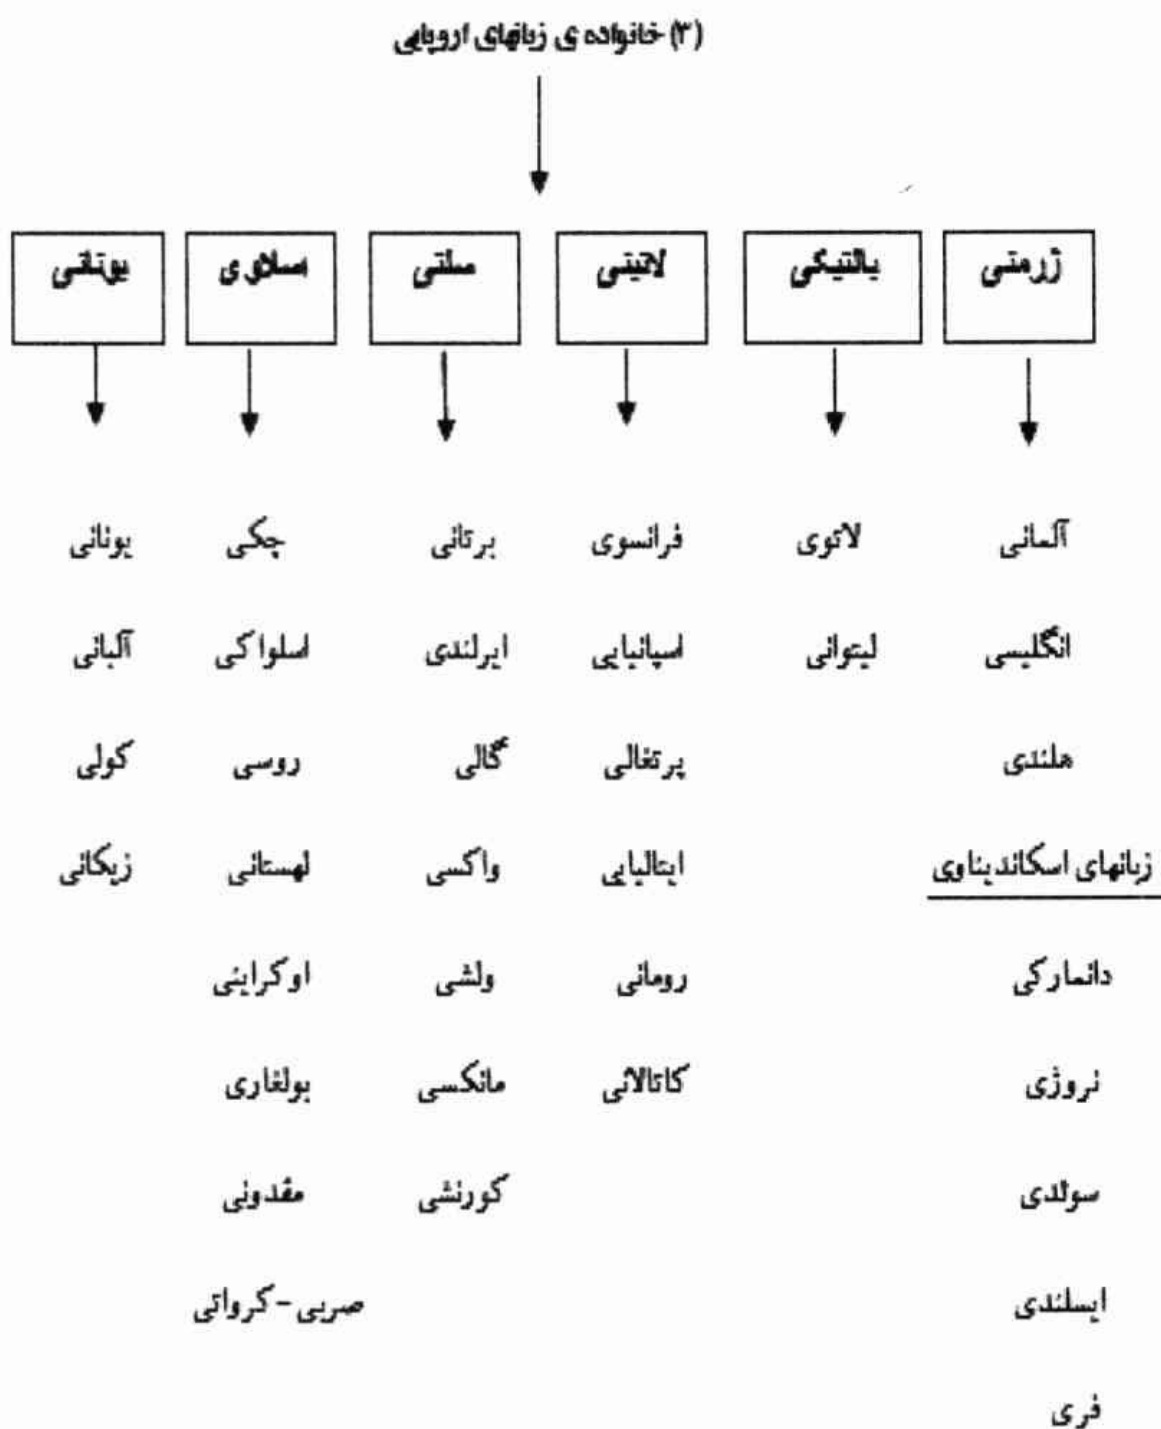 (۳) خانواده ی زبانهای اروپایی
ژرمنی بالتیکی لاتینی سلتی اسلاوی یونانی
آلمانی لاتوی فرانسوی برتانی چکی یونانی
انگلیسی لیتوانی اسپانیایی ایرلندی اسلواکی آلبانی
هلندی پرتغالی گالی روسی کولی
زبانهای اسکاندیناوی ایتالیایی واکسی لهستانی زیکانی
دانمارکی رومانی ولشی اوکراینی
نروژی کاتالانی مانکسی بولغاری
سوئدی کورنشی مقدونی
ایسلندی صربی-کرواتی
فری